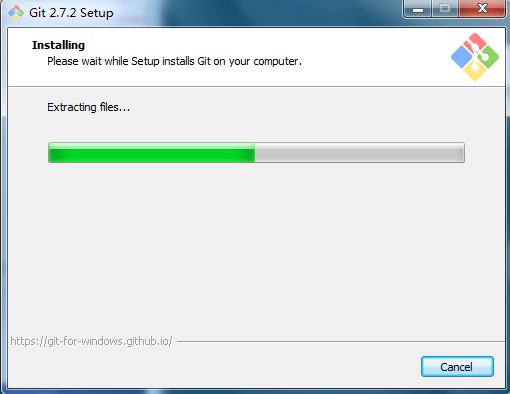 Git 2.7.2 Setup
Installing
Please wait while Setup installs Git on your computer.
Extracting files...
https://git-for-windows.github.io/
Cancel